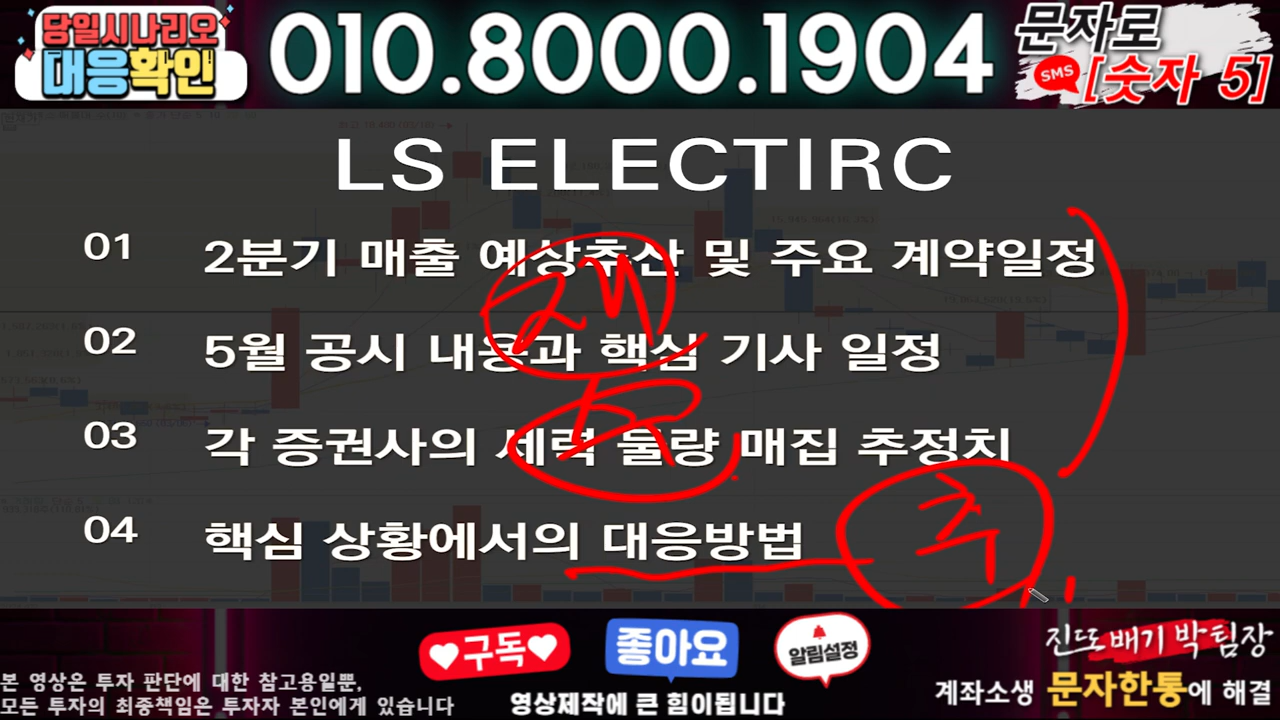 당일시나리오
대응확인
010.8000.1904
문자로
SMS [숫자 5]
LS ELECTIRC
01 2분기 매출 예상추산 및 주요 계약일정
02 5월 공시 내용과 핵심 기사 일정
03 각 증권사의 세력 물량 매집 추정치
04 핵심 상황에서의 대응방법
재
추
구독
좋아요
알림설정
영상제작에 큰 힘이됩니다
본 영상은 투자 판단에 대한 참고용일뿐,
모든 투자의 최종책임은 투자자 본인에게 있습니다
진또배기 박팀장
계좌소생 문자한통에 해결